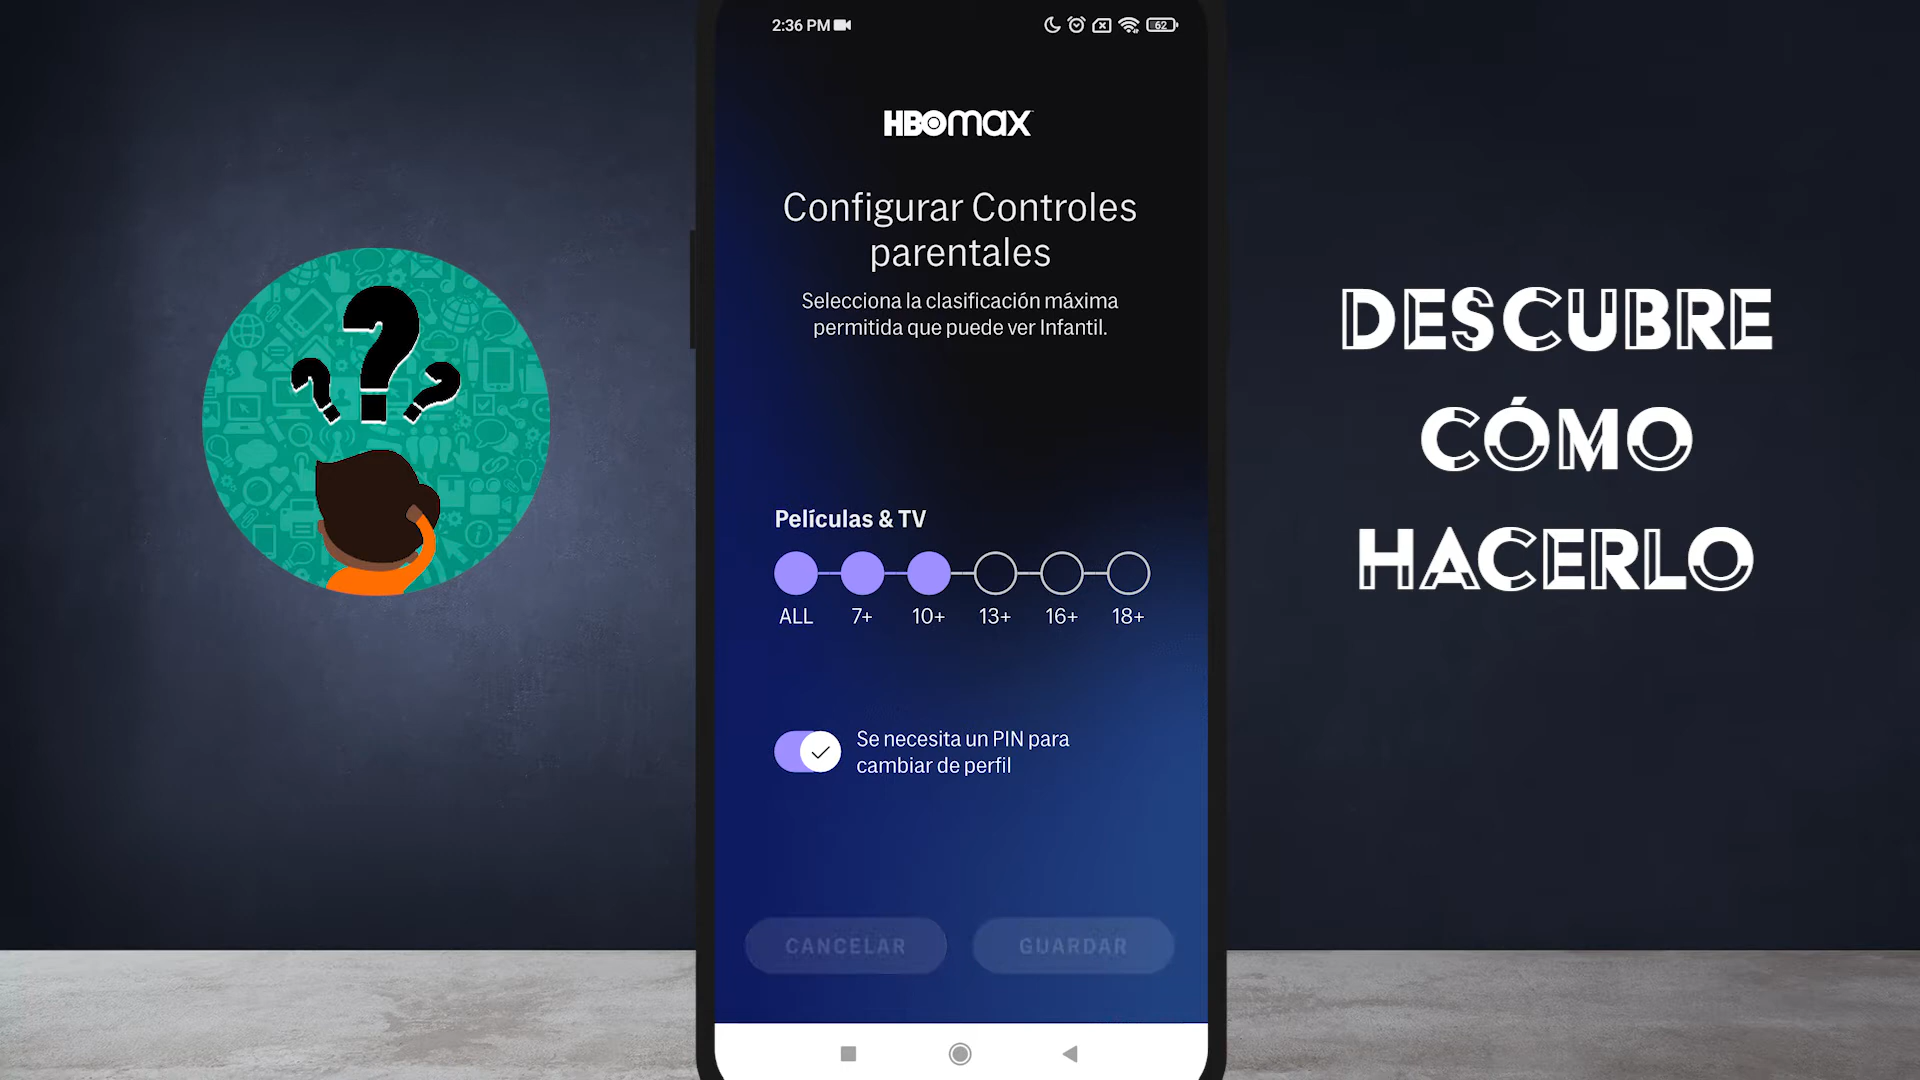 2:36 PM
62
HBOMAX
Configurar Controles
parentales
Selecciona la clasificación máxima
permitida que puede ver Infantil.
Películas & TV
ALL 7+ 10+ 13+ 16+ 18+
Se necesita un PIN para
cambiar de perfil
CANCELAR GUARDAR
DESCUBRE
CÓMO
HACERLO